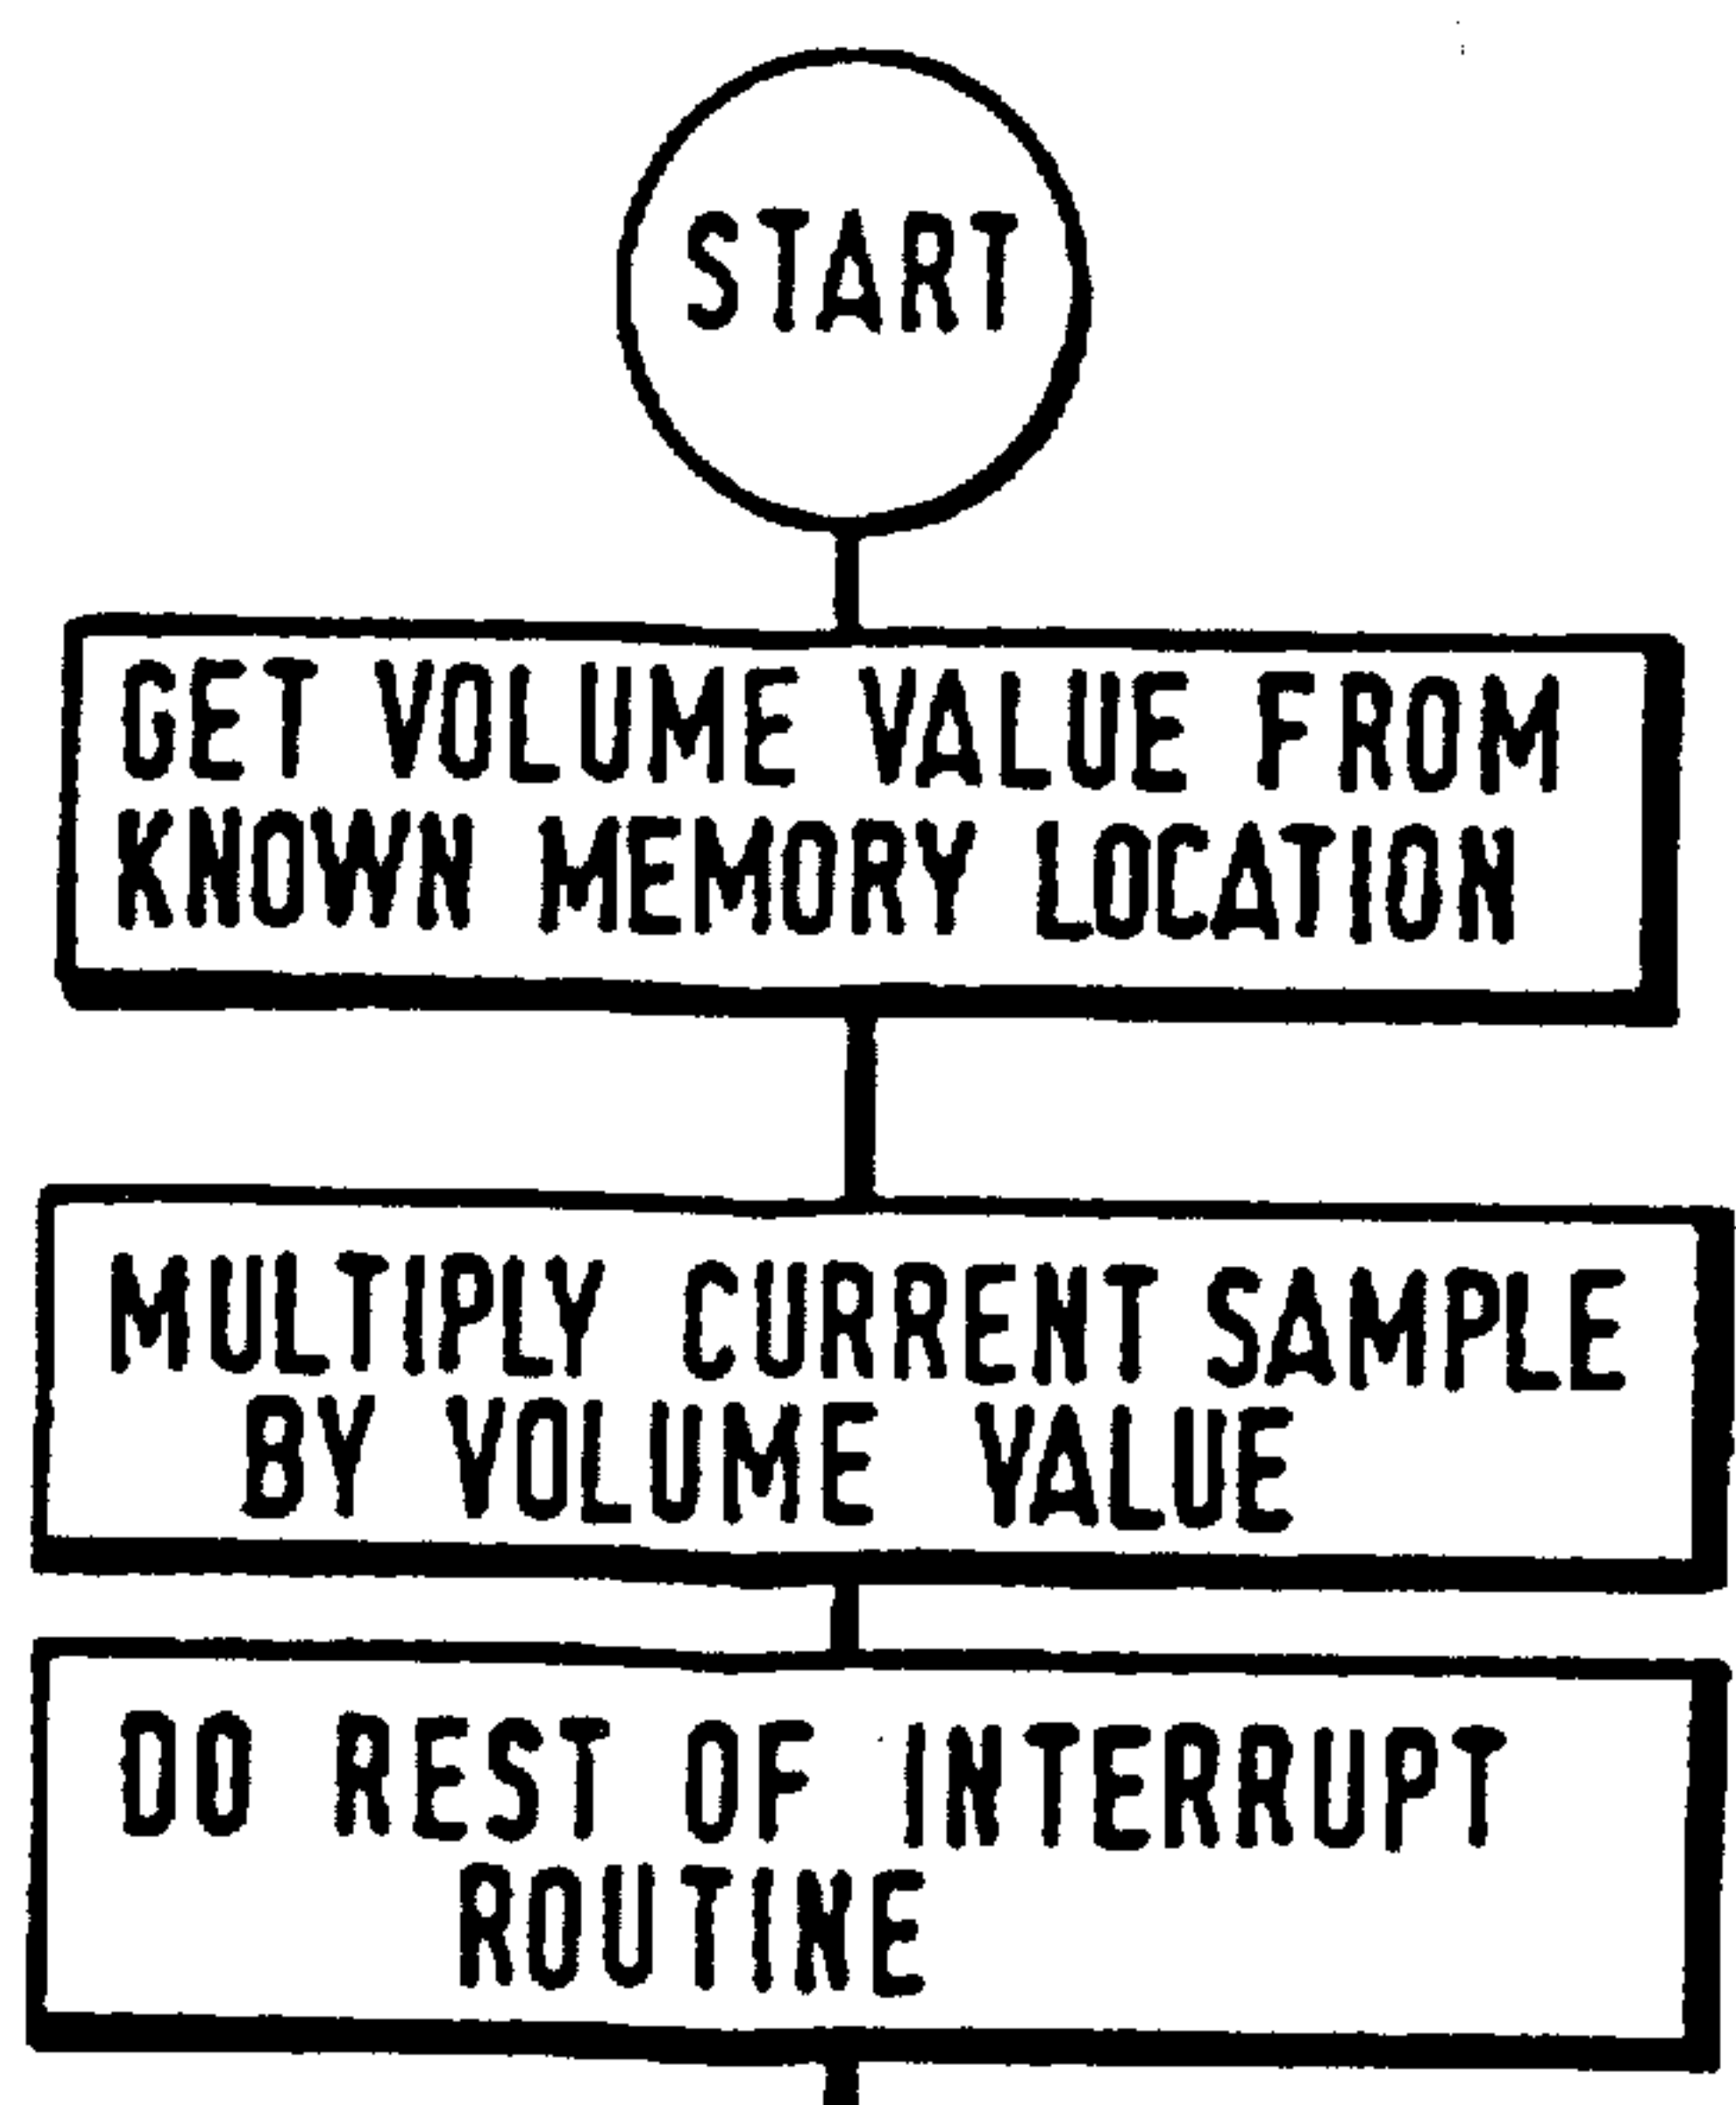 START
GET VOLUME VALUE FROM
KNOWN MEMORY LOCATION
MULTIPLY CURRENT SAMPLE
BY VOLUME VALUE
DO REST OF INTERRUPT
ROUTINE